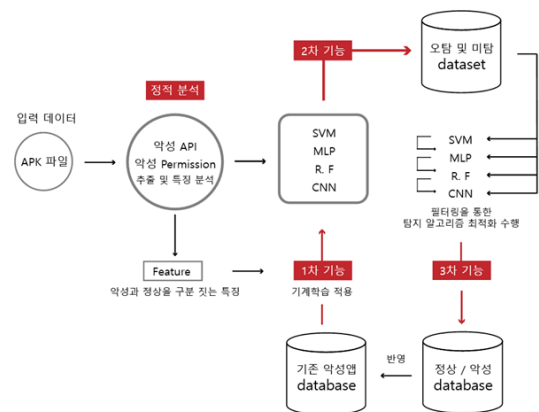 2차 기능
오탐 및 미탐
dataset
정적 분석
입력 데이터
APK 파일
악성 API
악성 Permission
추출 및 특징 분석
SVM
MLP
R. F
CNN
SVM
MLP
R. F
CNN
필터링을 통한
탐지 알고리즘 최적화 수행
Feature
악성과 정상을 구분 짓는 특징
1차 기능
기계학습 적용
3차 기능
기존 악성앱
database
반영
정상 / 악성
database